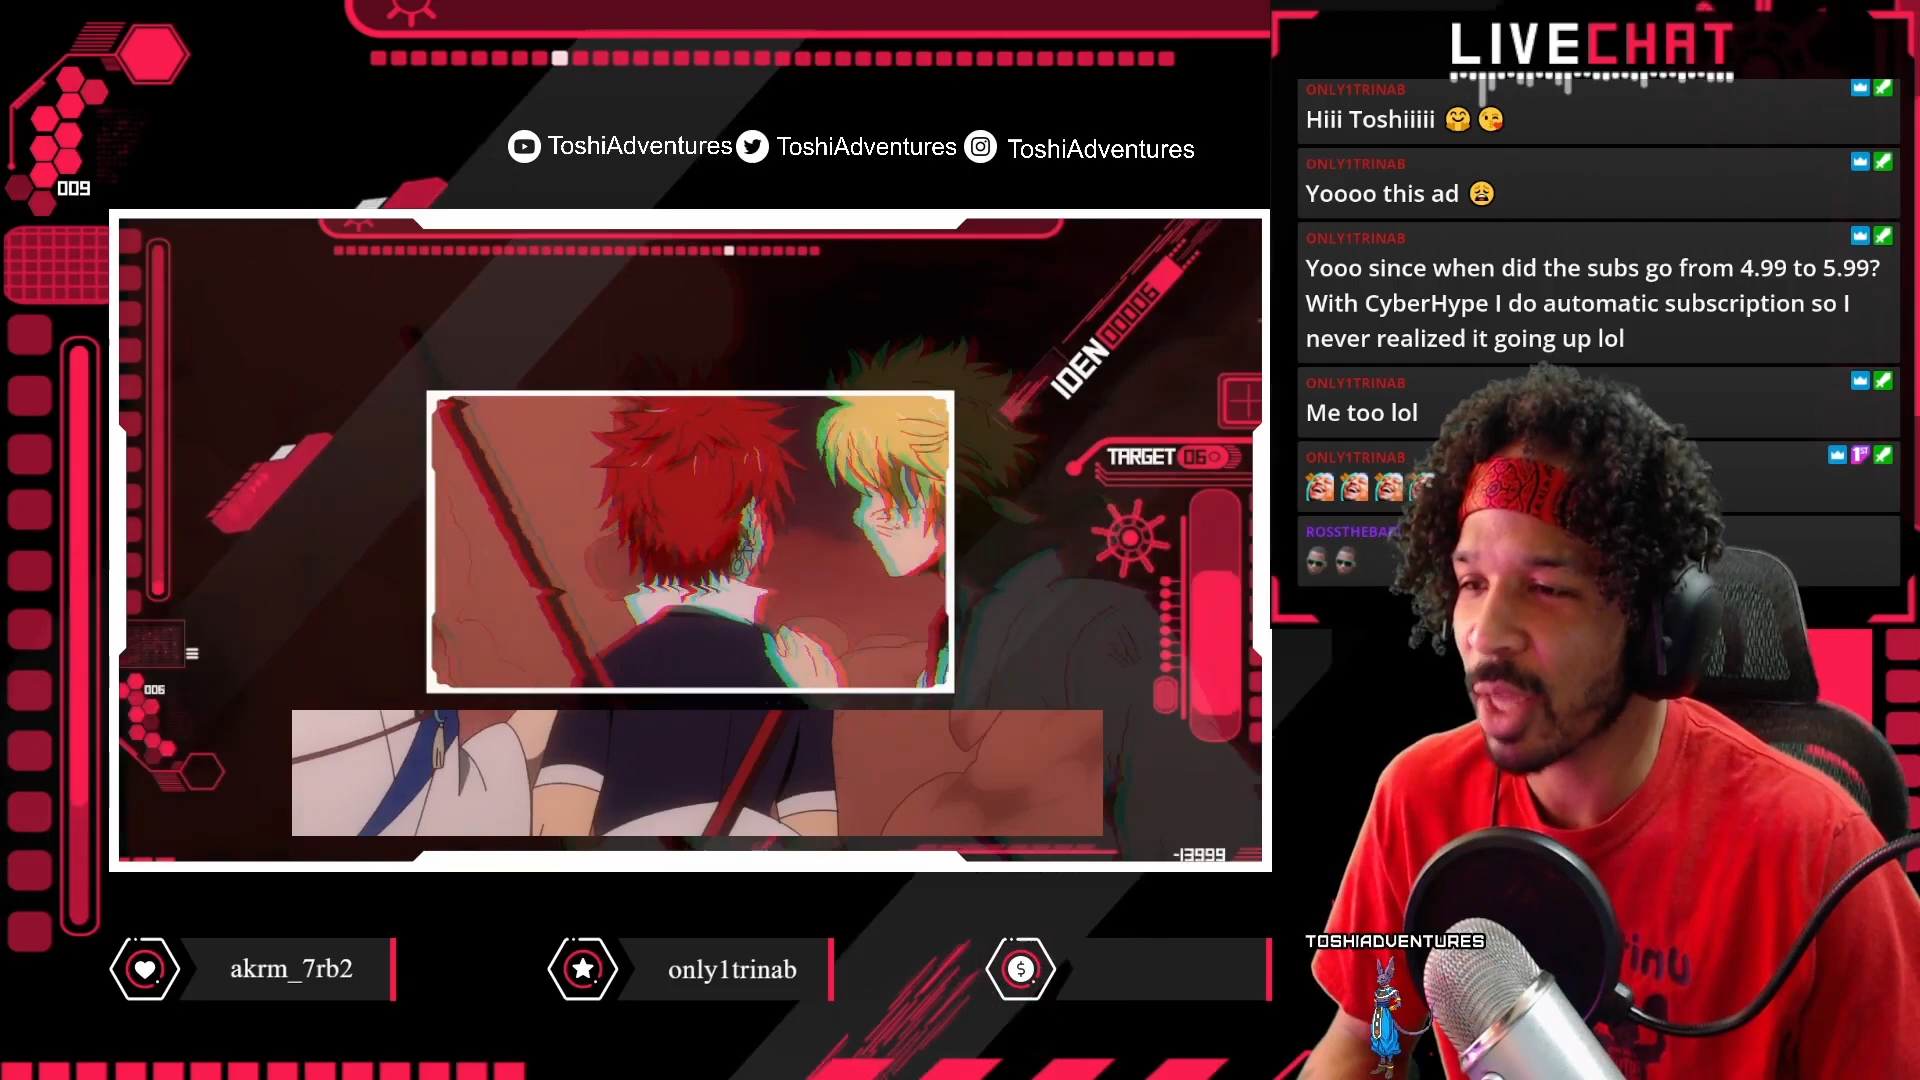 LIVECHAT
ONLY1TRINAB
Hiii Toshiiiii 🤗 😘
ONLY1TRINAB
Yoooo this ad 😩
ONLY1TRINAB
Yooo since when did the subs go from 4.99 to 5.99?
With CyberHype I do automatic subscription so I
never realized it going up lol
ONLY1TRINAB
Me too lol
ONLY1TRINAB
1ST
009
ToshiAdventures
ToshiAdventures
ToshiAdventures
IDEN 00006
TARGET 06
006
-13999
akrm_7rb2
only1trinab
$
TOSHIADVENTURES